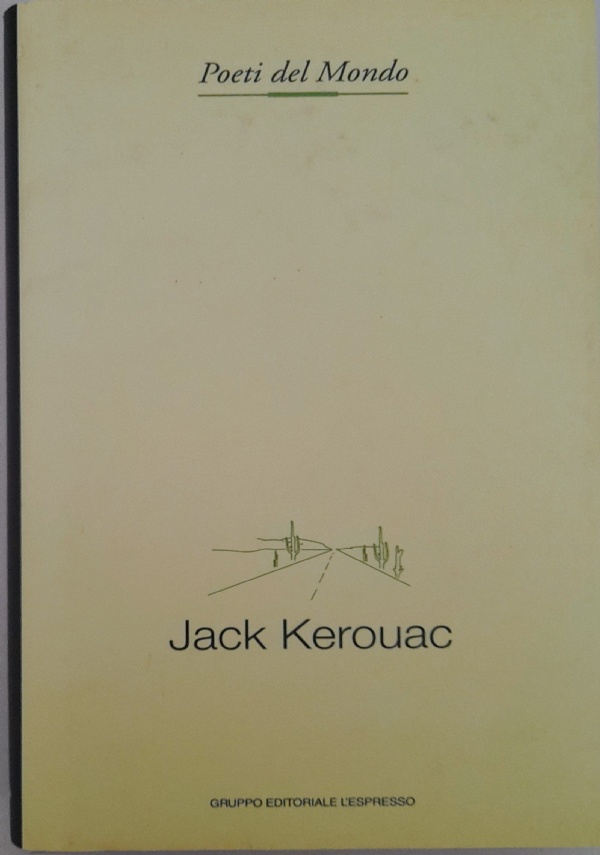 Poeti del Mondo
Jack Kerouac
GRUPPO EDITORIALE L'ESPRESSO